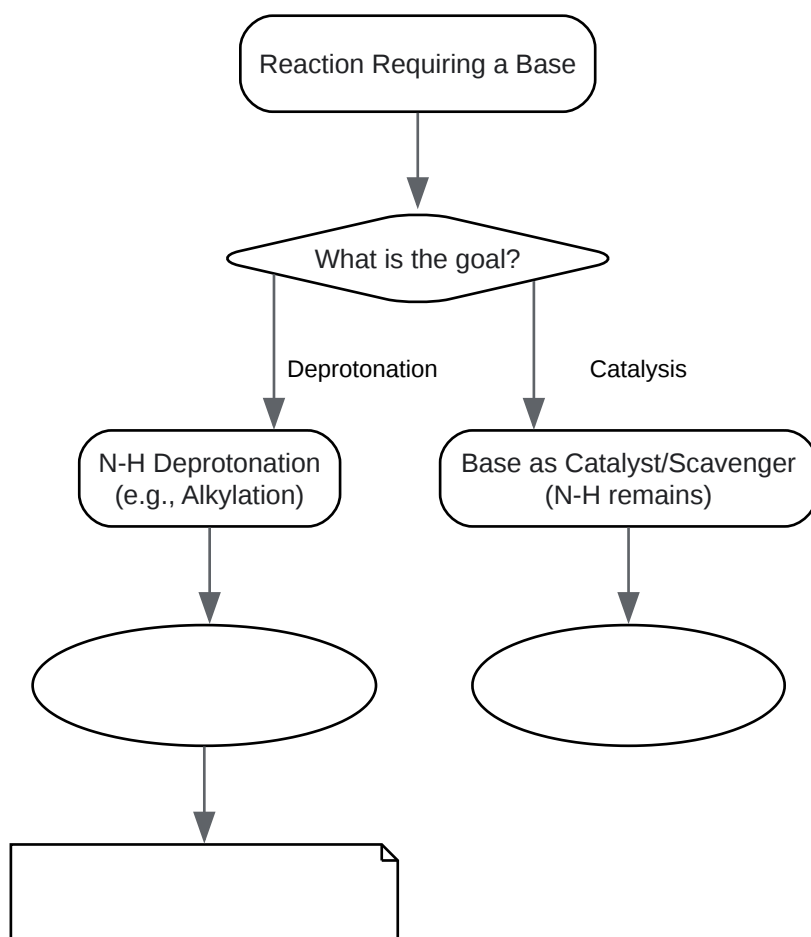 Reaction Requiring a Base
What is the goal?
Deprotonation
Catalysis
N-H Deprotonation
(e.g., Alkylation)
Base as Catalyst/Scavenger
(N-H remains)